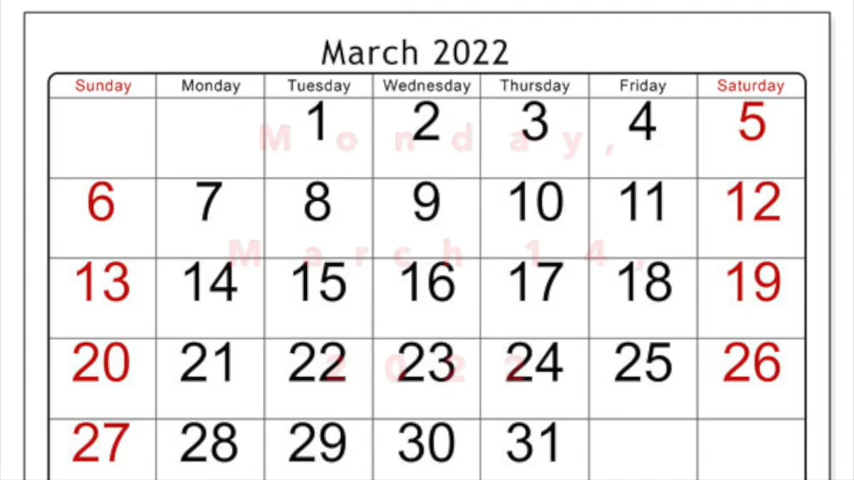 March 2022
Sunday Monday Tuesday Wednesday Thursday Friday Saturday
1 2 3 4 5
Monday,
6 7 8 9 10 11 12
March 14,
13 14 15 16 17 18 19
20 21 22 23 24 25 26
2022
27 28 29 30 31